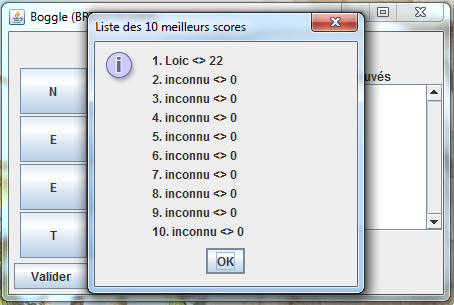 Boggle (BR
Liste des 10 meilleurs scores
1. Loic <> 22
2. inconnu <> 0
3. inconnu <> 0
4. inconnu <> 0
5. inconnu <> 0
6. inconnu <> 0
7. inconnu <> 0
8. inconnu <> 0
9. inconnu <> 0
10. inconnu <> 0
OK
uvés
N
E
E
T
Valider